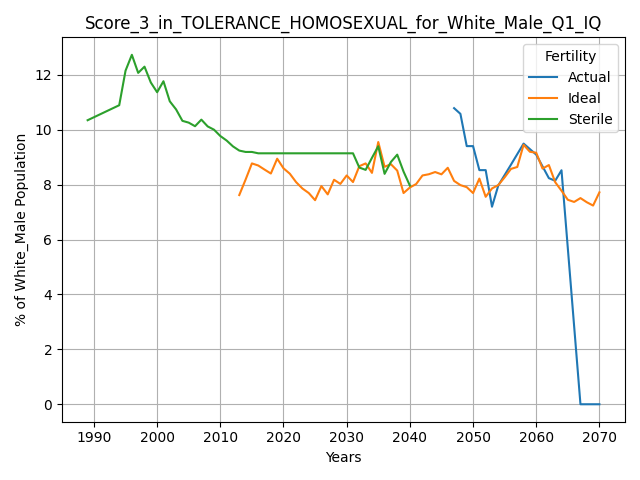 Score_3_in_TOLERANCE_HOMOSEXUAL_for_White_Male_Q1_IQ
Fertility
Actual
Ideal
Sterile
% of White_Male Population
12
10
8
6
4
2
0
1990 2000 2010 2020 2030 2040 2050 2060 2070
Years